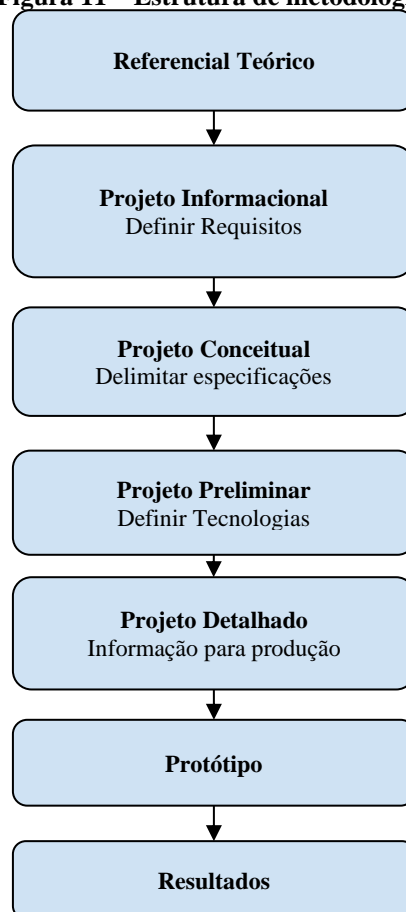 Figura 11 – Estrutura de metodolog
Referencial Teórico
Projeto Informacional
Definir Requisitos
Projeto Conceitual
Delimitar especificações
Projeto Preliminar
Definir Tecnologias
Projeto Detalhado
Informação para produção
Protótipo
Resultados